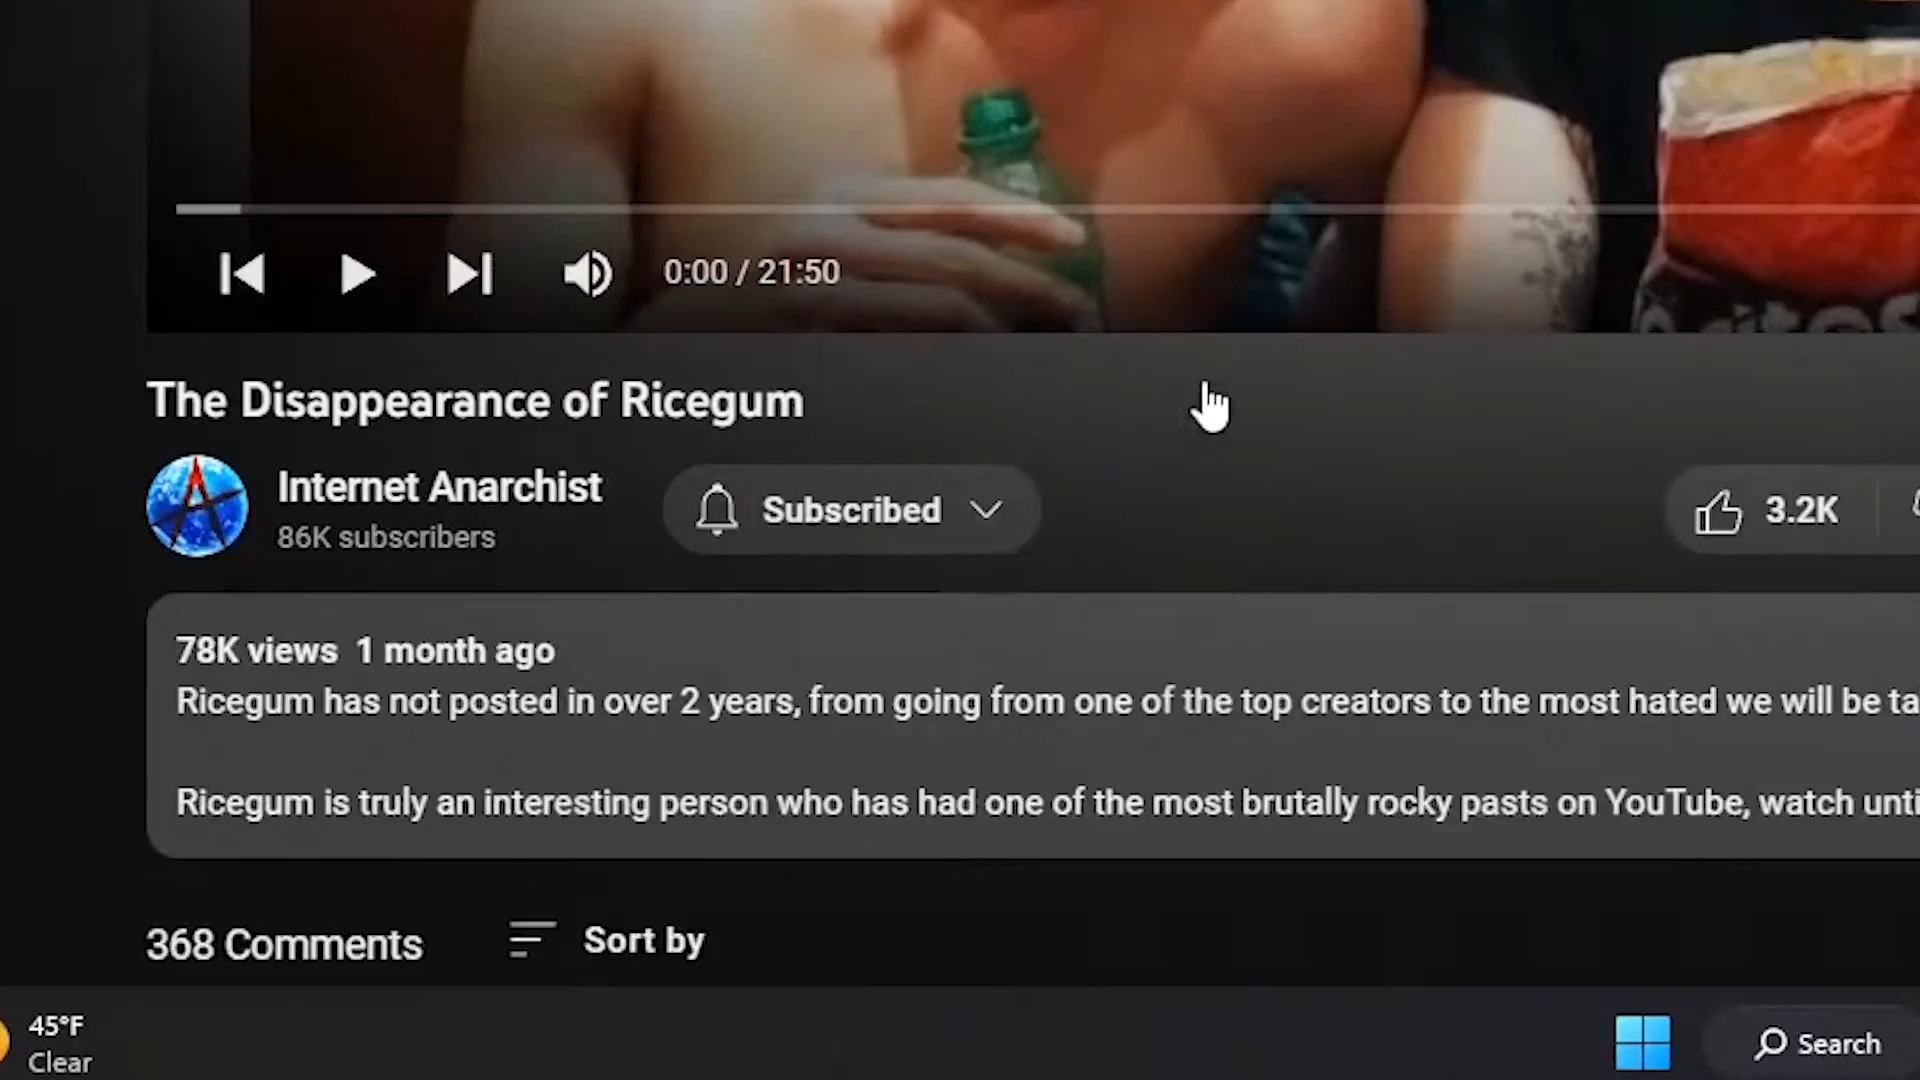 0:00 / 21:50
The Disappearance of Ricegum
Internet Anarchist
86K subscribers
Subscribed
3.2K
78K views 1 month ago
Ricegum has not posted in over 2 years, from going from one of the top creators to the most hated we will be ta
Ricegum is truly an interesting person who has had one of the most brutally rocky pasts on YouTube, watch unti
368 Comments
Sort by
45°F
Clear
Search